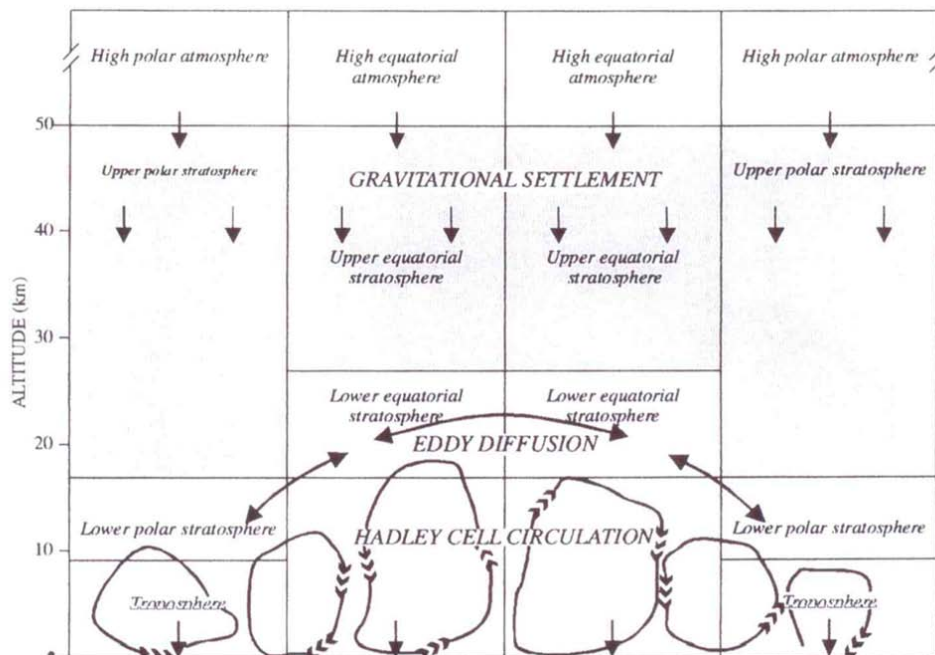 High polar atmosphere
High equatorial
atmosphere
High equatorial
atmosphere
High polar atmosphere
50
Upper polar stratosphere
GRAVITATIONAL SETTLEMENT
Upper polar stratosphere
40
Upper equatorial
stratosphere
Upper equatorial
stratosphere
ALTITUDE (km)
30
Lower equatorial
stratosphere
Lower equatorial
stratosphere
20
EDDY DIFFUSION
Lower polar stratosphere
HADLEY CELL CIRCULATION
Lower polar stratosphere
10
Troposphere
Troposphere